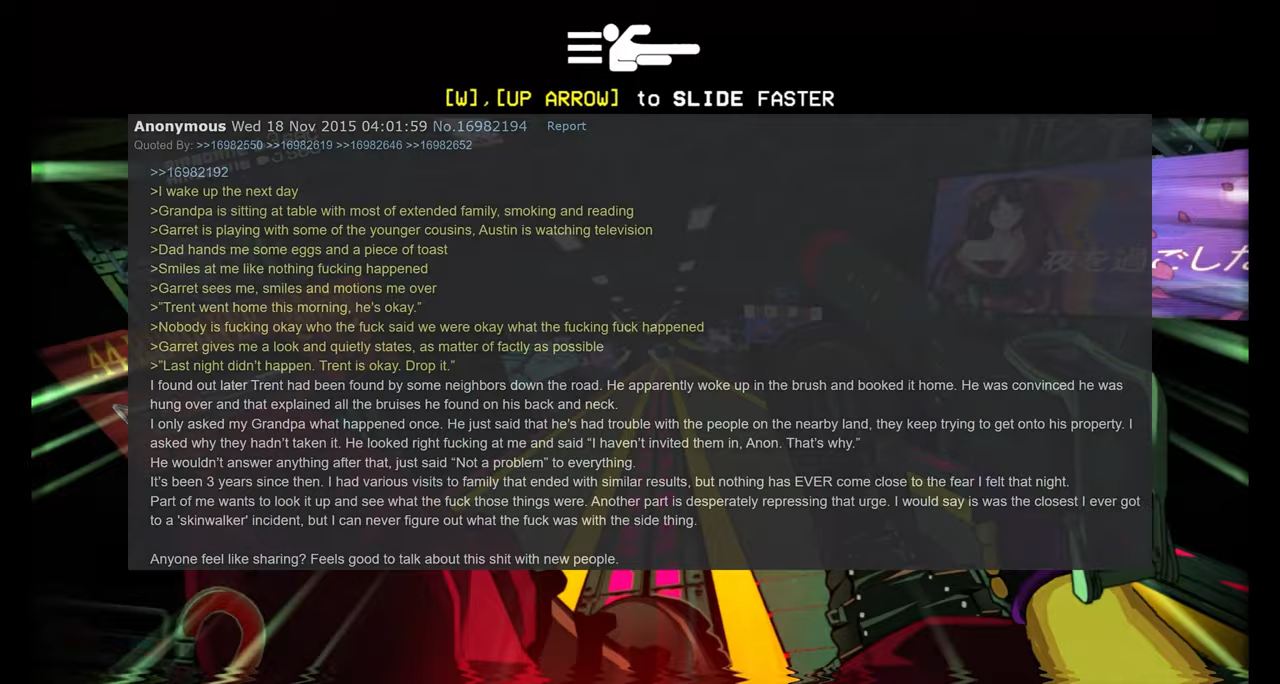 [W],[UP ARROW] to SLIDE FASTER
Anonymous Wed 18 Nov 2015 04:01:59 No.16982194 Report
Quoted By: >>16982550 >>16982619 >>16982646 >>16982652
>>16982192
>I wake up the next day
>Grandpa is sitting at table with most of extended family, smoking and reading
>Garret is playing with some of the younger cousins, Austin is watching television
>Dad hands me some eggs and a piece of toast
>Smiles at me like nothing fucking happened
>Garret sees me, smiles and motions me over
>"Trent went home this morning, he's okay."
>Nobody is fucking okay who the fuck said we were okay what the fucking fuck happened
>Garret gives me a look and quietly states, as matter of factly as possible
>"Last night didn't happen. Trent is okay. Drop it."
I found out later Trent had been found by some neighbors down the road. He apparently woke up in the brush and booked it home. He was convinced he was
hung over and that explained all the bruises he found on his back and neck.
I only asked my Grandpa what happened once. He just said that he's had trouble with the people on the nearby land, they keep trying to get onto his property. I
asked why they hadn't taken it. He looked right fucking at me and said “I haven't invited them in, Anon. That's why.”
He wouldn't answer anything after that, just said “Not a problem” to everything.
It's been 3 years since then. I had various visits to family that ended with similar results, but nothing has EVER come close to the fear I felt that night.
Part of me wants to look it up and see what the fuck those things were. Another part is desperately repressing that urge. I would say is was the closest I ever got
to a 'skinwalker' incident, but I can never figure out what the fuck was with the side thing.
Anyone feel like sharing? Feels good to talk about this shit with new people.
夜を過ごした